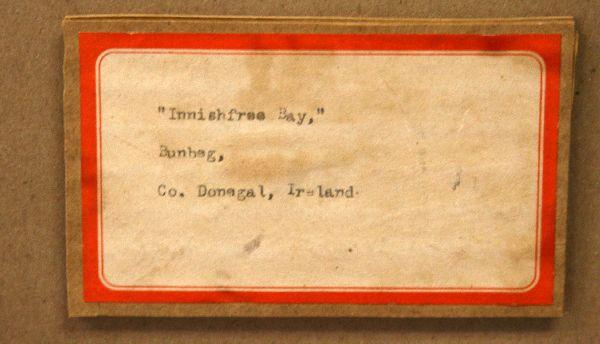 "Innishfree Bay,"
Bunbeg,
Co. Donegal, Ireland.